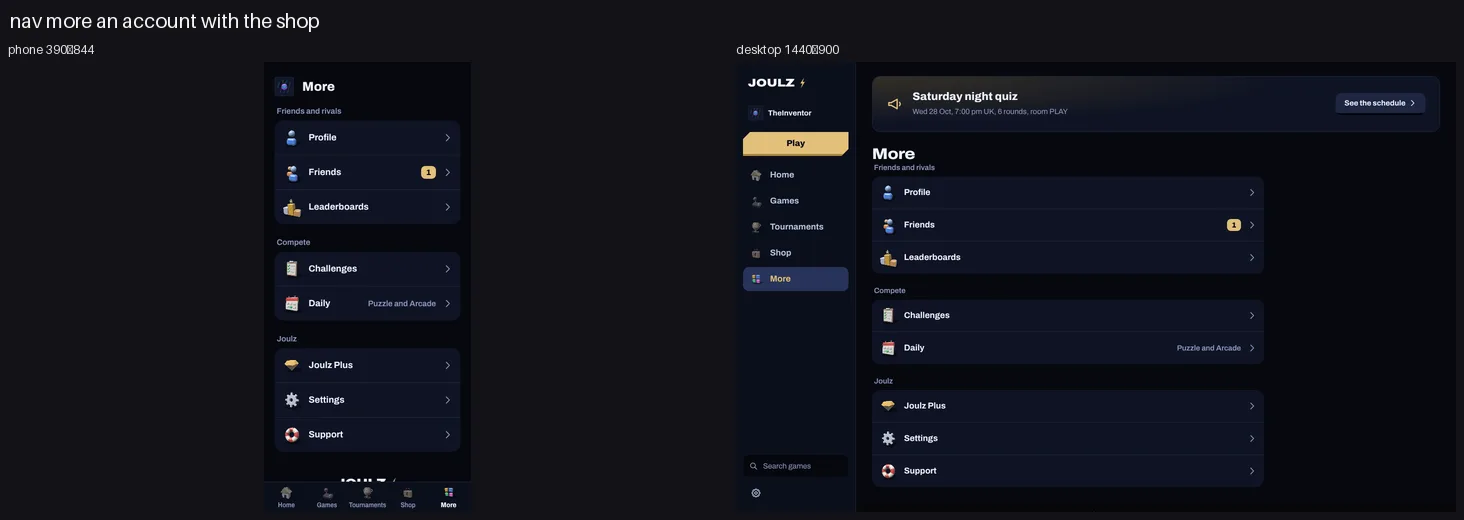 nav more an account with the shop
phone 390▯844
More
Friends and rivals
Profile
Friends 1
Leaderboards
Compete
Challenges
Daily Puzzle and Arcade
Joulz
Joulz Plus
Settings
Support
JOULZ
Home Games Tournaments Shop More
desktop 1440▯900
JOULZ
TheInventor
Play
Home
Games
Tournaments
Shop
More
Search games
Saturday night quiz
Wed 28 Oct, 7:00 pm UK, 6 rounds, room PLAY
See the schedule
More
Friends and rivals
Profile
Friends 1
Leaderboards
Compete
Challenges
Daily Puzzle and Arcade
Joulz
Joulz Plus
Settings
Support